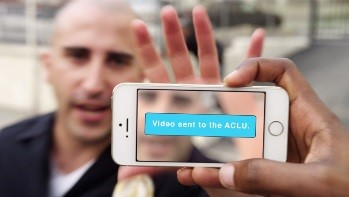 Video sent to the ACLU.